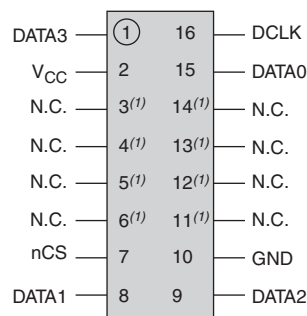 DATA3 1 16 DCLK
VCC 2 15 DATA0
N.C. 3(1) 14(1) N.C.
N.C. 4(1) 13(1) N.C.
N.C. 5(1) 12(1) N.C.
N.C. 6(1) 11(1) N.C.
nCS 7 10 GND
DATA1 8 9 DATA2